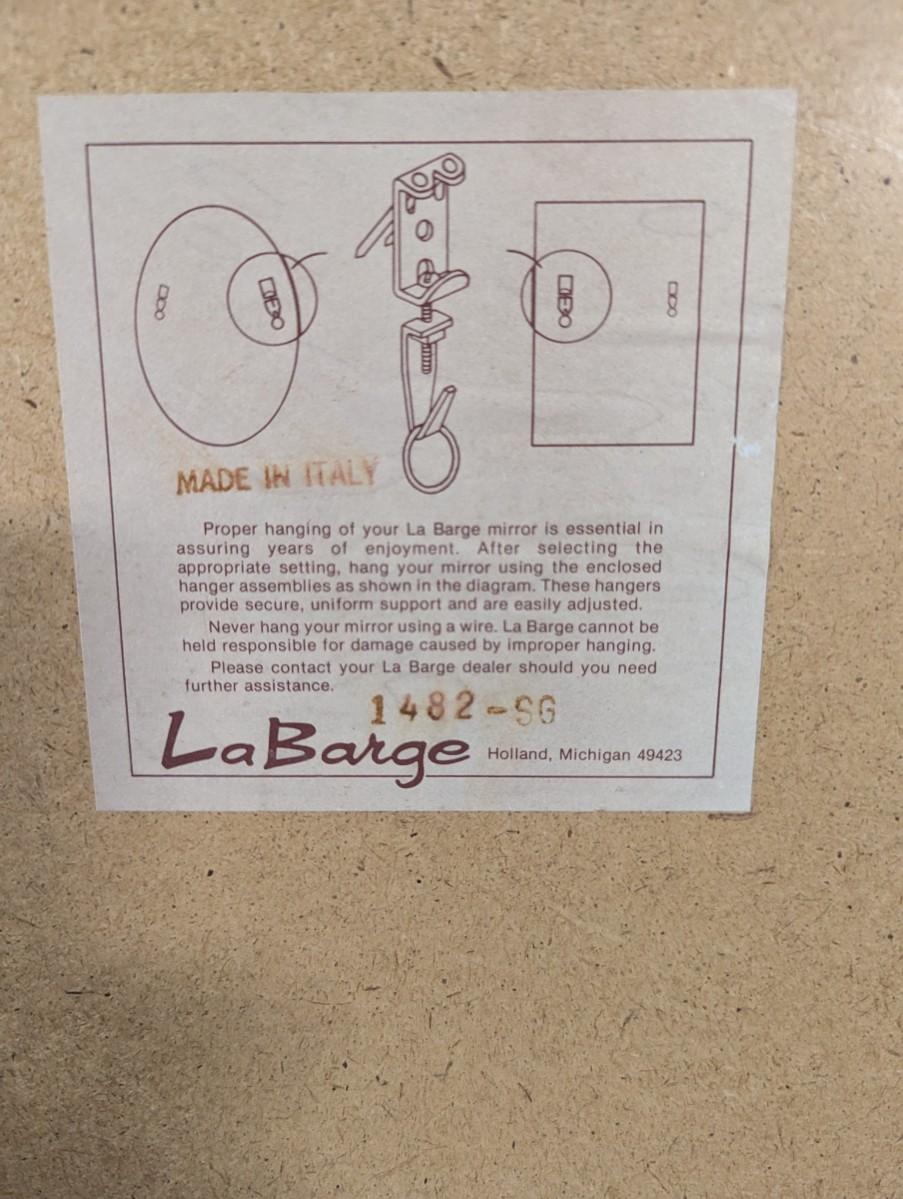 MADE IN ITALY
Proper hanging of your La Barge mirror is essential in
assuring years of enjoyment. After selecting the
appropriate setting, hang your mirror using the enclosed
hanger assemblies as shown in the diagram. These hangers
provide secure, uniform support and are easily adjusted.
Never hang your mirror using a wire. La Barge cannot be
held responsible for damage caused by improper hanging.
Please contact your La Barge dealer should you need
further assistance.
1482-SG
LaBarge Holland, Michigan 49423